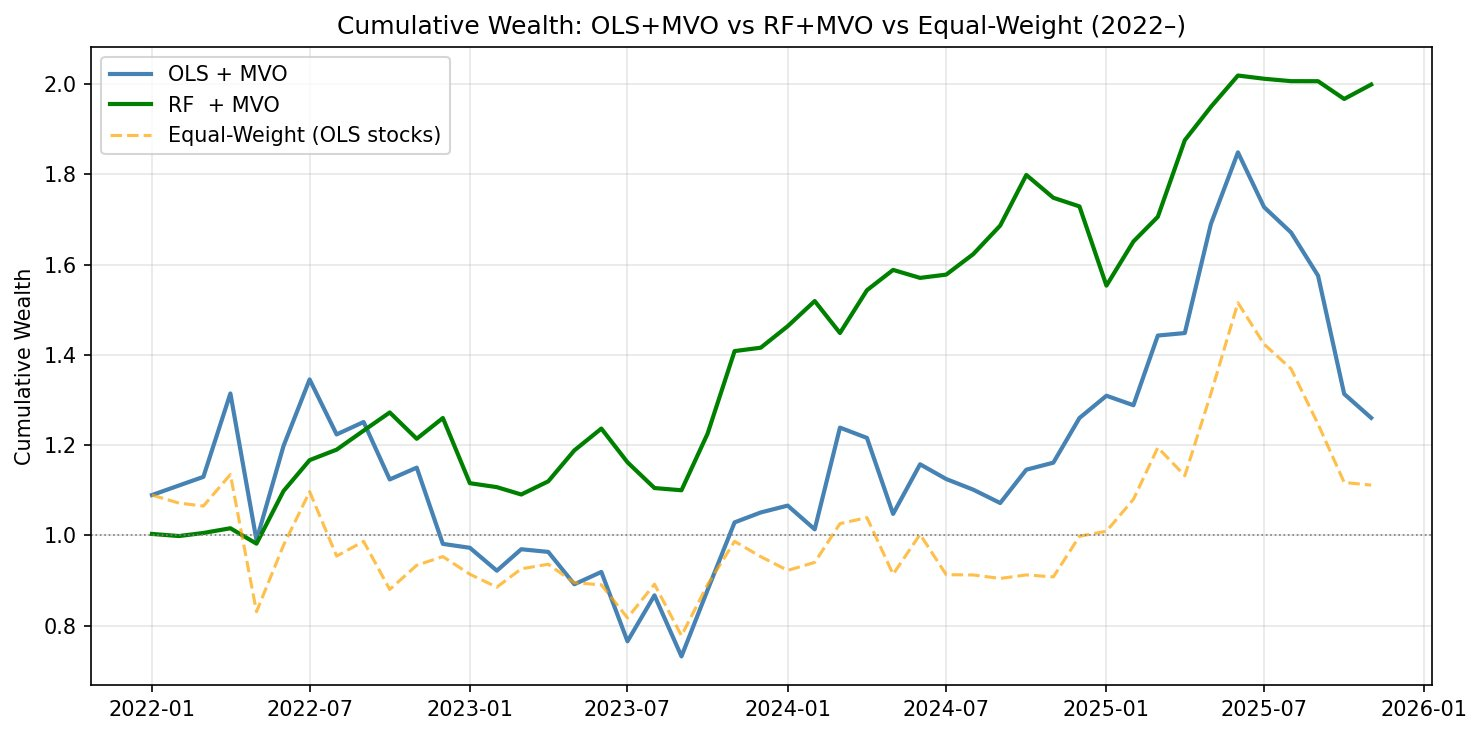 Cumulative Wealth: OLS+MVO vs RF+MVO vs Equal-Weight (2022–)
OLS + MVO
RF  + MVO
Equal-Weight (OLS stocks)
Cumulative Wealth
2.0
1.8
1.6
1.4
1.2
1.0
0.8
2022-01 2022-07 2023-01 2023-07 2024-01 2024-07 2025-01 2025-07 2026-01